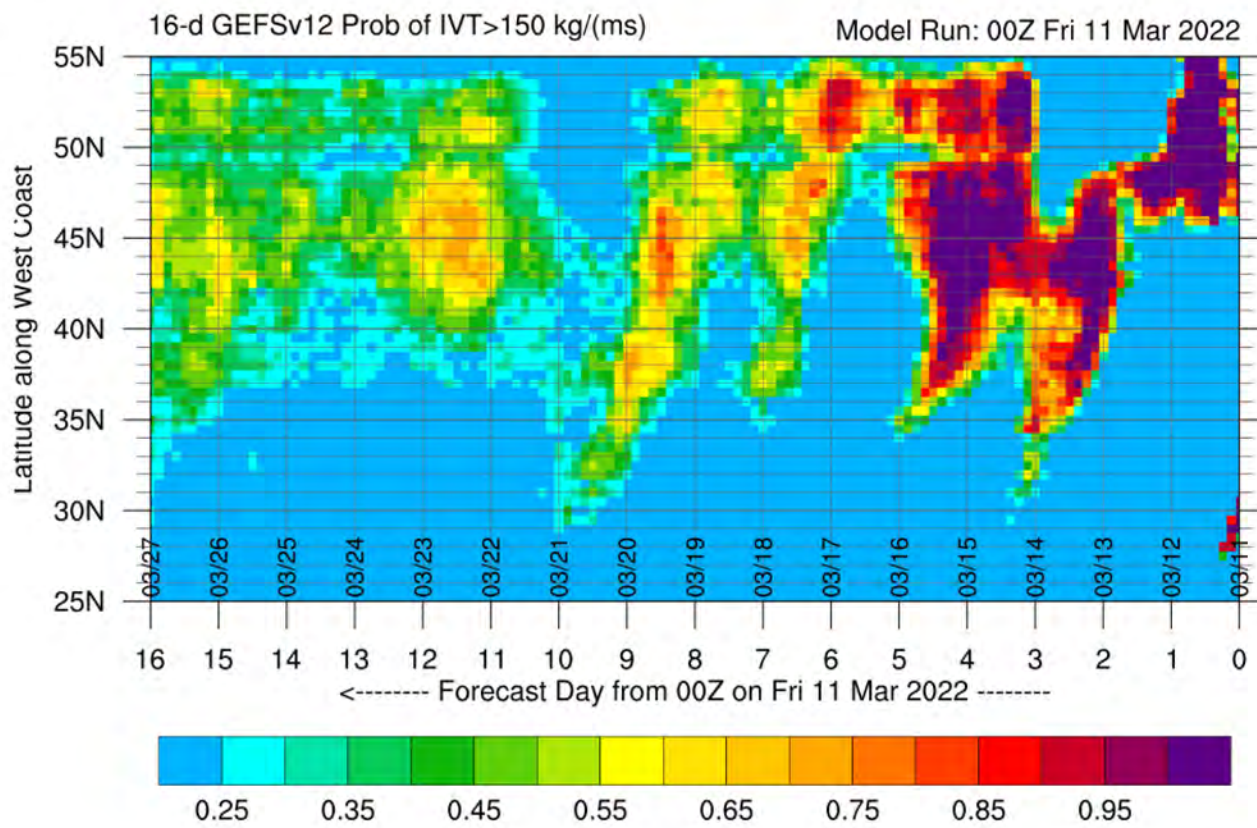 16-d GEFSv12 Prob of IVT>150 kg/(ms)
Model Run: 00Z Fri 11 Mar 2022
Latitude along West Coast
55N
50N
45N
40N
35N
30N
25N
03/27 03/26 03/25 03/24 03/23 03/22 03/21 03/20 03/19 03/18 03/17 03/16 03/15 03/14 03/13 03/12 03/11
16 15 14 13 12 11 10 9 8 7 6 5 4 3 2 1 0
<-------- Forecast Day from 00Z on Fri 11 Mar 2022 --------
0.25 0.35 0.45 0.55 0.65 0.75 0.85 0.95